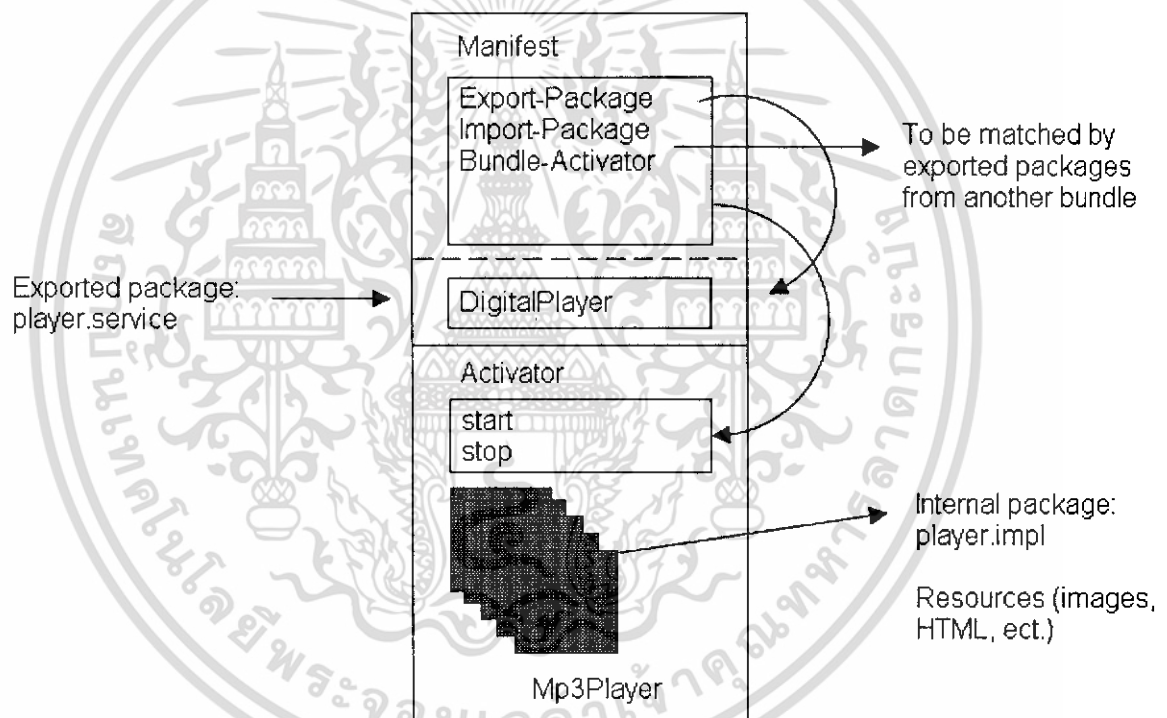 Manifest
Export-Package
Import-Package
Bundle-Activator
To be matched by
exported packages
from another bundle
Exported package:
player.service
DigitalPlayer
Activator
start
stop
Internal package:
player.impl
Resources (images,
HTML, ect.)
Mp3Player